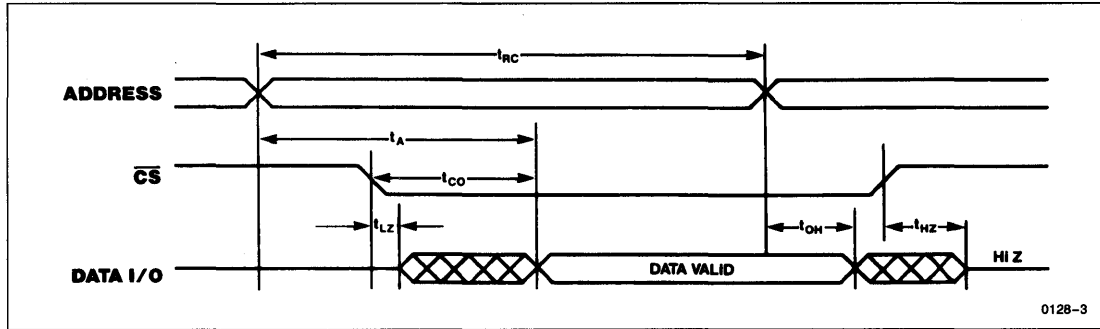 tRC
ADDRESS
tA
CS
tCO
tLZ
tOH
tHZ
DATA I/O
DATA VALID
Hi Z
0128-3